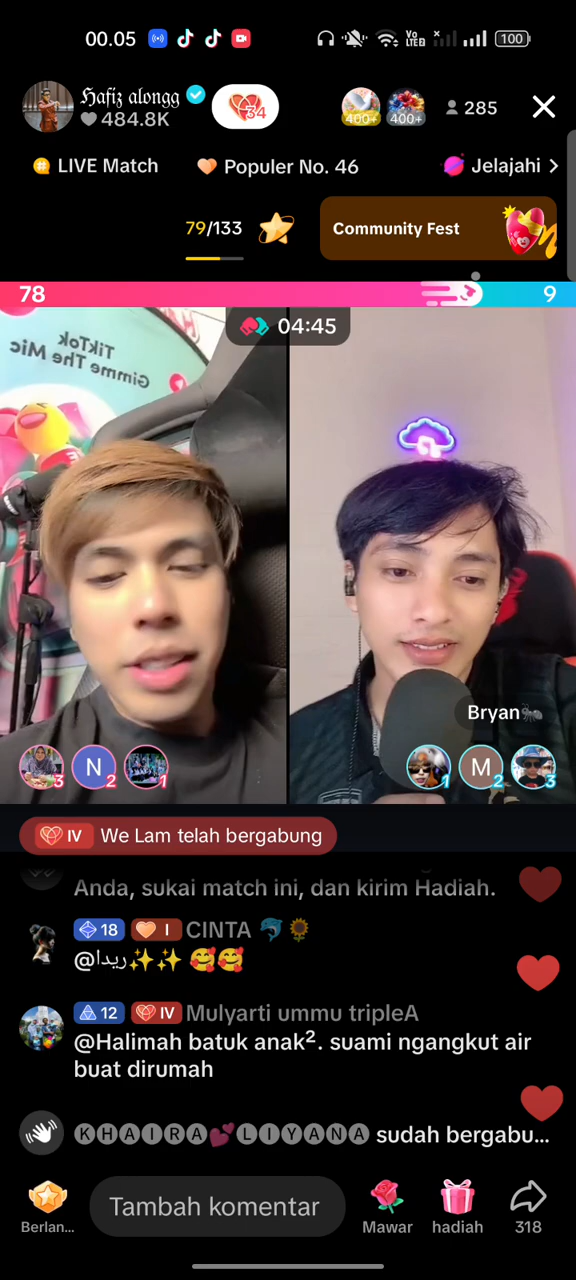 00.05
Vo LTE 2
100
Hafiz alongg
484.8K
34
400+
400+
285
LIVE Match
Populer No. 46
Jelajahi >
79/133
Community Fest
78
9
04:45
TikTok
Gimme The Mic
Bryan🐜
3
N
2
1
1
M
2
3
IV We Lam telah bergabung
Anda, sukai match ini, dan kirim Hadiah.
18 I CINTA 🐬🌻
@ريدا✨✨ 🥰🥰
12 IV Mulyarti ummu tripleA
@Halimah batuk anak². suami ngangkut air
buat dirumah
🅚🅗🅐🅘🅡🅐💕🅛🅘🅨🅐🅝🅐 sudah bergabu...
Berlan...
Tambah komentar
Mawar
hadiah
318